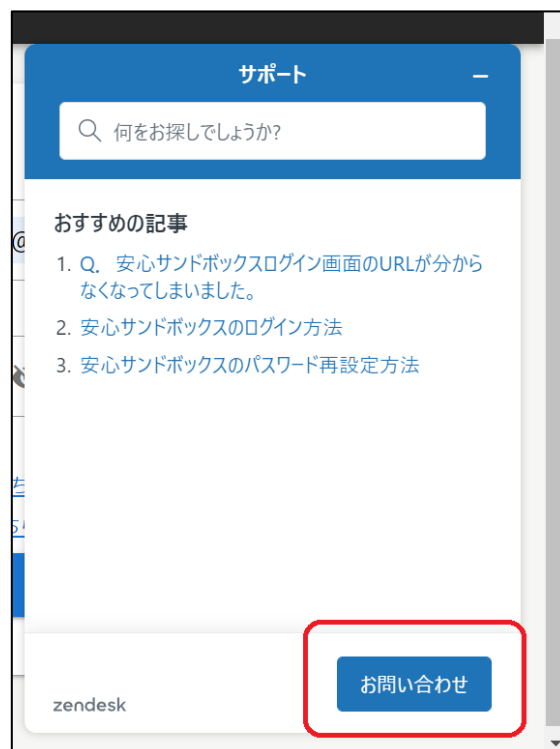 サポート
何をお探しでしょうか?
おすすめの記事
1. Q. 安心サンドボックスログイン画面のURLが分から
なくなってしまいました。
2. 安心サンドボックスのログイン方法
3. 安心サンドボックスのパスワード再設定方法
お問い合わせ
zendesk